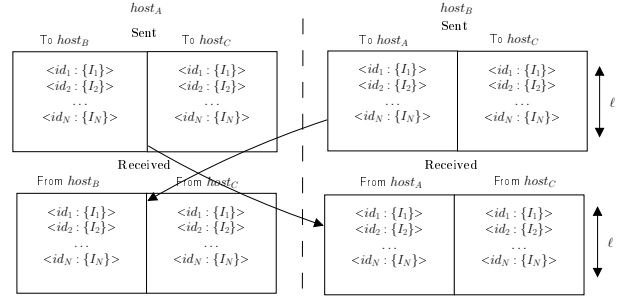 host_A host_B
Sent Sent
To host_B To host_C To host_A To host_C
<id_1 : {I_1}> <id_1 : {I_1}> <id_1 : {I_1}> <id_1 : {I_1}>
<id_2 : {I_2}> <id_2 : {I_2}> <id_2 : {I_2}> <id_2 : {I_2}>
... ... ... ...
<id_N : {I_N}> <id_N : {I_N}> <id_N : {I_N}> <id_N : {I_N}>
ℓ
Received Received
From host_B From host_C From host_A From host_C
<id_1 : {I_1}> <id_1 : {I_1}> <id_1 : {I_1}> <id_1 : {I_1}>
<id_2 : {I_2}> <id_2 : {I_2}> <id_2 : {I_2}> <id_2 : {I_2}>
... ... ... ...
<id_N : {I_N}> <id_N : {I_N}> <id_N : {I_N}> <id_N : {I_N}>
ℓ